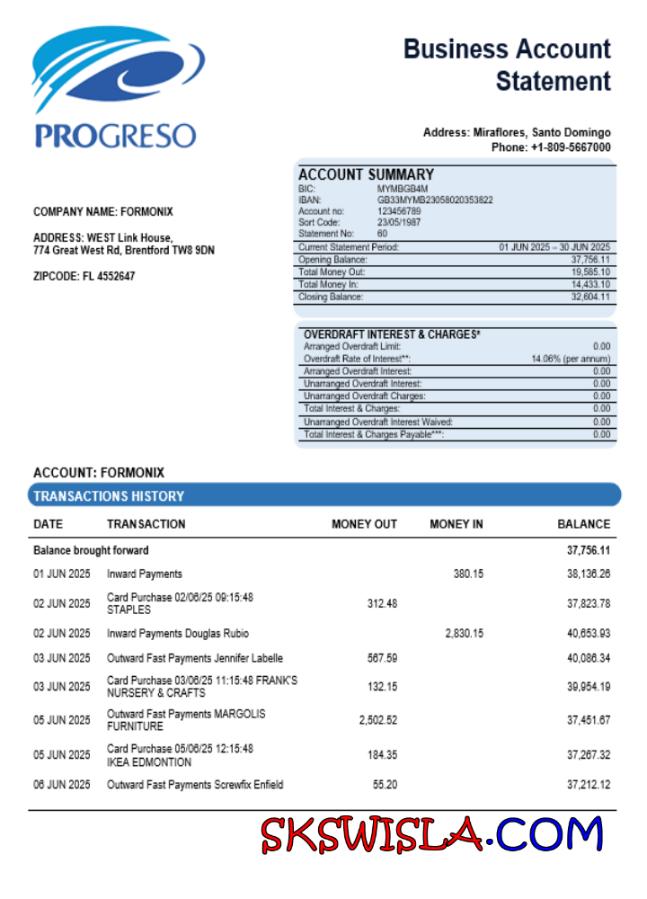 PROGRESO
Business Account
Statement
Address: Miraflores, Santo Domingo
Phone: +1-809-5667000
COMPANY NAME: FORMONIX
ADDRESS: WEST Link House,
774 Great West Rd, Brentford TW8 9DN
ZIPCODE: FL 4552647
ACCOUNT SUMMARY
BIC: MYMBGB4M
IBAN: GB33MYMB23058020353822
Account no: 123456789
Sort Code: 23/05/1987
Statement No: 60
Current Statement Period: 01 JUN 2025 – 30 JUN 2025
Opening Balance: 37,756.11
Total Money Out: 19,585.10
Total Money In: 14,433.10
Closing Balance: 32,604.11
OVERDRAFT INTEREST & CHARGES*
Arranged Overdraft Limit: 0.00
Overdraft Rate of Interest**: 14.06% (per annum)
Arranged Overdraft Interest: 0.00
Unarranged Overdraft Interest: 0.00
Unarranged Overdraft Charges: 0.00
Total Interest & Charges: 0.00
Unarranged Overdraft Interest Waived: 0.00
Total Interest & Charges Payable***: 0.00
ACCOUNT: FORMONIX
TRANSACTIONS HISTORY
DATE TRANSACTION MONEY OUT MONEY IN BALANCE
Balance brought forward 37,756.11
01 JUN 2025 Inward Payments 380.15 38,136.26
02 JUN 2025 Card Purchase 02/06/25 09:15:48
STAPLES 312.48 37,823.78
02 JUN 2025 Inward Payments Douglas Rubio 2,830.15 40,653.93
03 JUN 2025 Outward Fast Payments Jennifer Labelle 567.59 40,086.34
03 JUN 2025 Card Purchase 03/06/25 11:15:48 FRANK'S
NURSERY & CRAFTS 132.15 39,954.19
05 JUN 2025 Outward Fast Payments MARGOLIS
FURNITURE 2,502.52 37,451.67
05 JUN 2025 Card Purchase 05/06/25 12:15:48
IKEA EDMONTION 184.35 37,267.32
06 JUN 2025 Outward Fast Payments Screwfix Enfield 55.20 37,212.12
SKSWISLA.COM